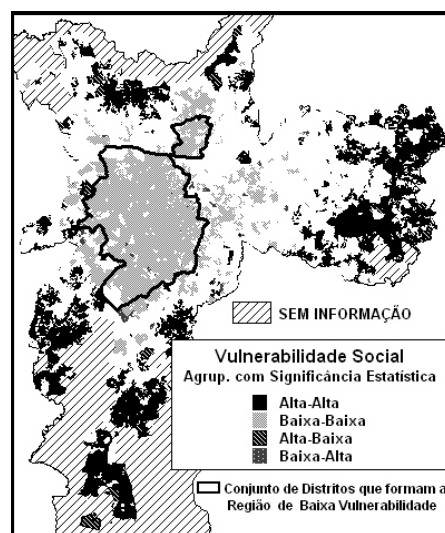 SEM INFORMAÇÃO
Vulnerabilidade Social
Agrup. com Significância Estatística
Alta-Alta
Baixa-Baixa
Alta-Baixa
Baixa-Alta
Conjunto de Distritos que formam a
Região de Baixa Vulnerabilidade